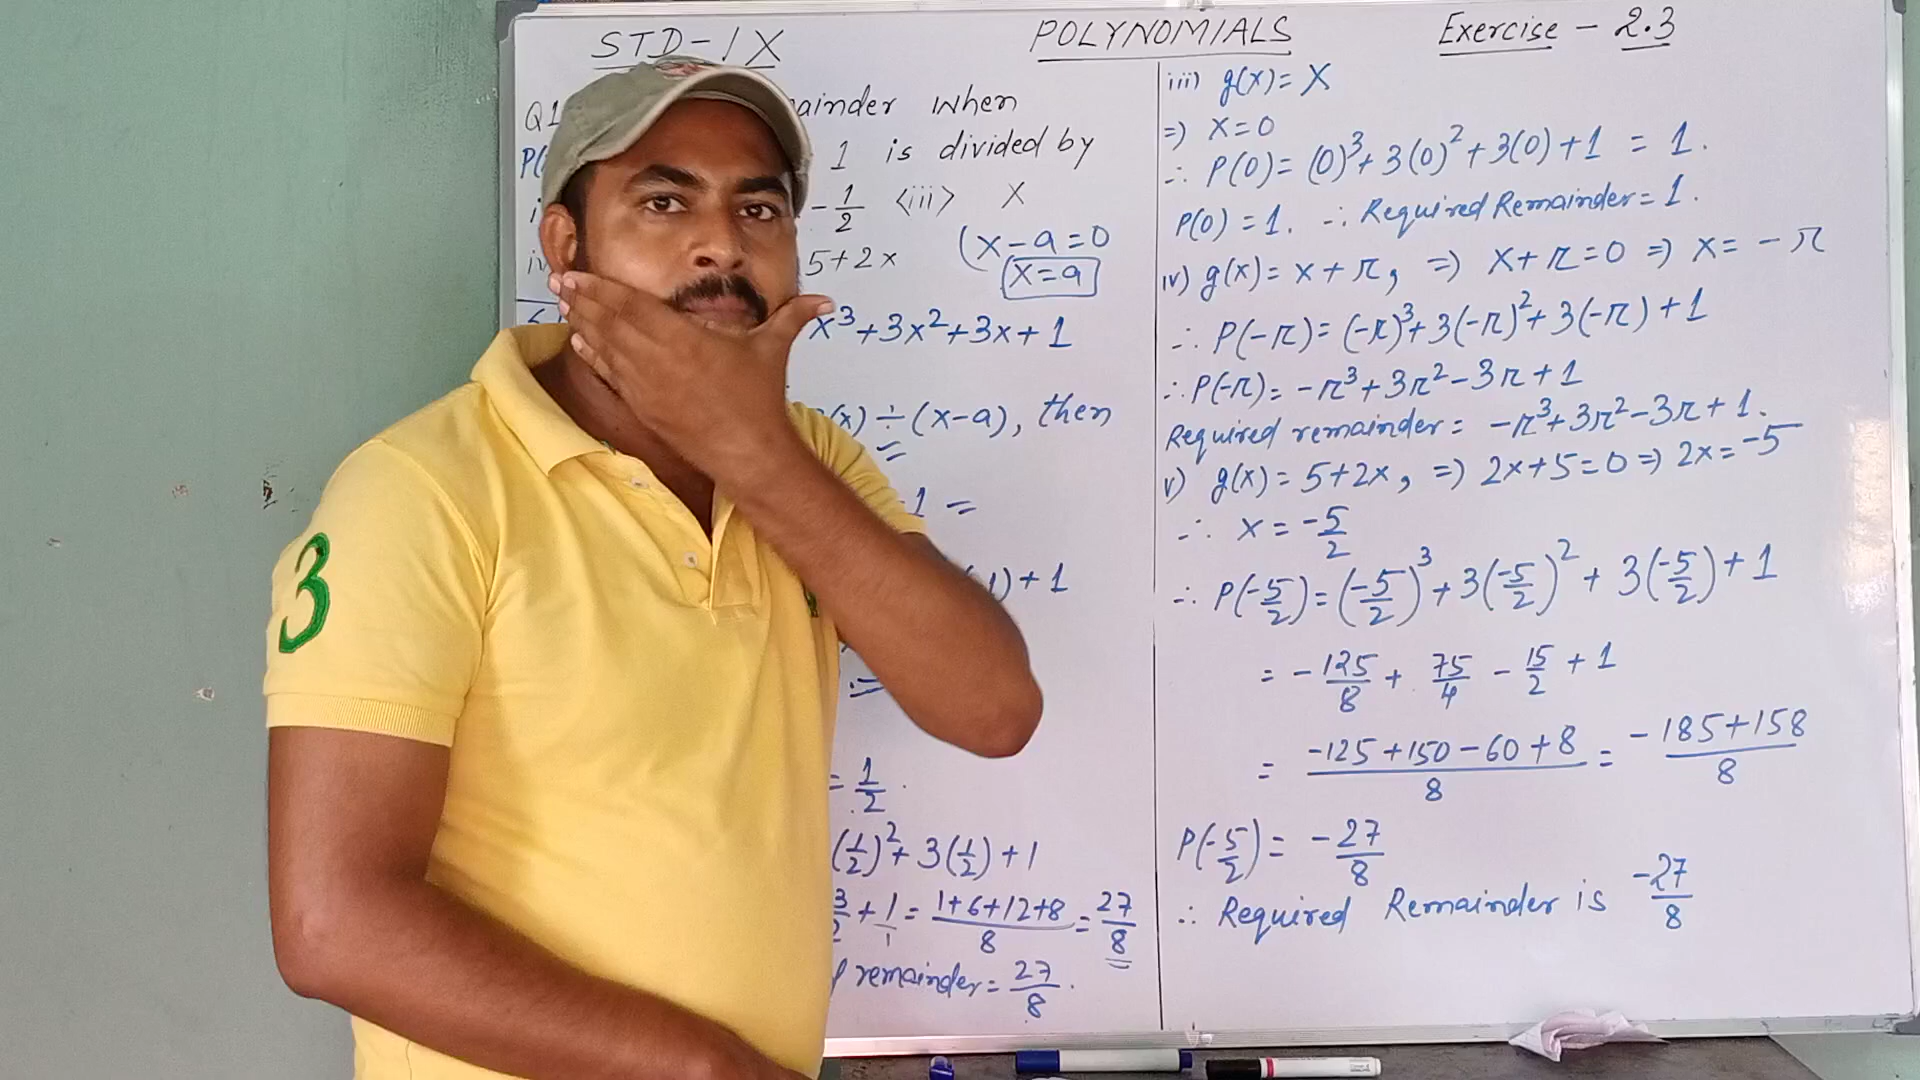 STD-IX POLYNOMIALS Exercise - 2.3
Q1 ainder when
P( 1 is divided by
i - 1/2 <iii> X
iv 5+2x (x-a=0
x=a
x³+3x²+3x+1
(x) ÷ (x-a), then
-1 =
1)+1
= 1/2 .
(1/2)²+ 3(1/2)+1
3/2 + 1/1 = 1+6+12+8/8 = 27/8
remainder = 27/8 .
iii) g(x) = X
=) x=0
∴ P(0) = (0)³+3(0)²+3(0)+1 = 1.
P(0) = 1. ∴ Required Remainder = 1.
iv) g(x) = x+π, => x+π=0 => x = -π
∴ P(-π) = (-π)³+3(-π)²+3(-π)+1
∴ P(-π) = -π³+3π²-3π+1
Required remainder = -π³+3π²-3π+1.
v) g(x) = 5+2x, => 2x+5=0 => 2x=-5
∴ x = -5/2
∴ P(-5/2) = (-5/2)³+3(-5/2)²+3(-5/2)+1
= -125/8 + 75/4 - 15/2 + 1
= -125+150-60+8/8 = -185+158/8
P(-5/2) = -27/8
∴ Required Remainder is -27/8
3